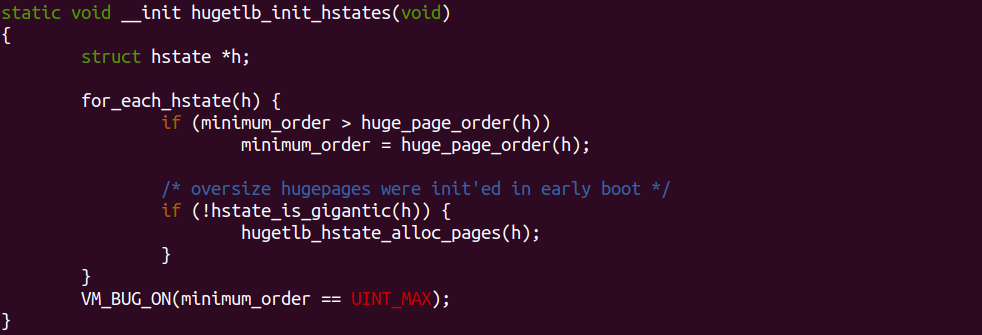 static void __init hugetlb_init_hstates(void)
{
        struct hstate *h;

        for_each_hstate(h) {
                if (minimum_order > huge_page_order(h))
                        minimum_order = huge_page_order(h);

                /* oversize hugepages were init'ed in early boot */
                if (!hstate_is_gigantic(h)) {
                        hugetlb_hstate_alloc_pages(h);
                }
        }
        VM_BUG_ON(minimum_order == UINT_MAX);
}